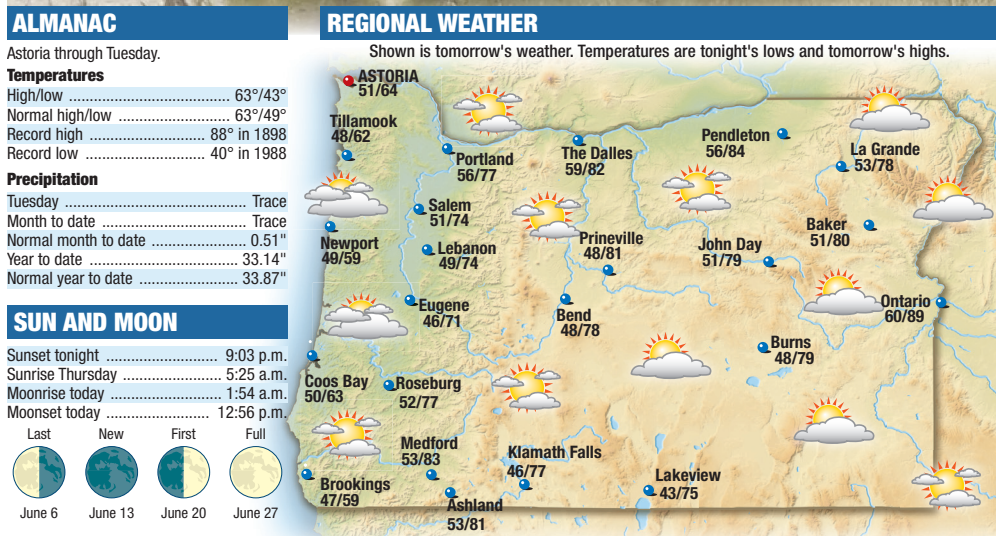 ALMANAC
Astoria through Tuesday.
Temperatures
High/low .................................. 63°/43°
Normal high/low ....................... 63°/49°
Record high .............................. 88° in 1898
Record low ......................... 40° in 1988
Precipitation
Tuesday ...................................... Trace
Month to date .............................. Trace
Normal month to date .................... 0.51"
Year to date ............................... 33.14"
Normal year to date ..................... 33.87"
SUN AND MOON
Sunset tonight ........................ 9:03 p.m.
Sunrise Thursday ..................... 5:25 a.m.
Moonrise today ....................... 1:54 a.m.
Moonset today ...................... 12:56 p.m.
Last New First Full
June 6 June 13 June 20 June 27
REGIONAL WEATHER
Shown is tomorrow's weather. Temperatures are tonight's lows and tomorrow's highs.
ASTORIA
51/64
Tillamook
48/62
Portland
56/77
The Dalles
59/82
Pendleton
56/84
La Grande
53/78
Salem
51/74
Newport
49/59
Lebanon
49/74
Prineville
48/81
John Day
51/79
Baker
51/80
Eugene
46/71
Bend
48/78
Ontario
60/89
Burns
48/79
Coos Bay
50/63
Roseburg
52/77
Medford
53/83
Klamath Falls
46/77
Lakeview
43/75
Brookings
47/59
Ashland
53/81